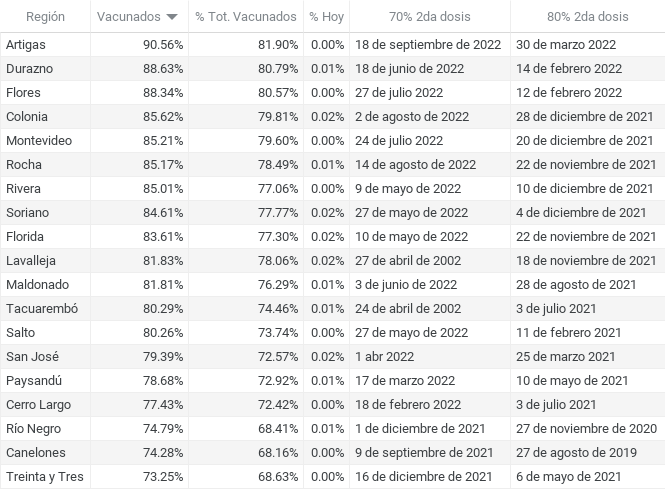 Región Vacunados % Tot. Vacunados % Hoy 70% 2da dosis 80% 2da dosis
Artigas 90.56% 81.90% 0.00% 18 de septiembre de 2022 30 de marzo 2022
Durazno 88.63% 80.79% 0.01% 18 de junio de 2022 14 de febrero 2022
Flores 88.34% 80.57% 0.00% 27 de julio 2022 12 de febrero 2022
Colonia 85.62% 79.81% 0.02% 2 de agosto de 2022 28 de diciembre de 2021
Montevideo 85.21% 79.60% 0.00% 24 de julio 2022 20 de diciembre de 2021
Rocha 85.17% 78.49% 0.01% 14 de agosto de 2022 22 de noviembre de 2021
Rivera 85.01% 77.06% 0.00% 9 de mayo de 2022 10 de diciembre de 2021
Soriano 84.61% 77.77% 0.02% 27 de mayo de 2022 4 de diciembre de 2021
Florida 83.61% 77.30% 0.02% 10 de mayo de 2022 22 de noviembre de 2021
Lavalleja 81.83% 78.06% 0.02% 27 de abril de 2002 18 de noviembre de 2021
Maldonado 81.81% 76.29% 0.01% 3 de junio de 2022 28 de agosto de 2021
Tacuarembó 80.29% 74.46% 0.01% 24 de abril de 2002 3 de julio 2021
Salto 80.26% 73.74% 0.00% 27 de mayo de 2022 11 de febrero de 2021
San José 79.39% 72.57% 0.02% 1 abr 2022 25 de marzo 2021
Paysandú 78.68% 72.92% 0.01% 17 de marzo 2022 10 de mayo de 2021
Cerro Largo 77.43% 72.42% 0.00% 18 de febrero 2022 3 de julio 2021
Río Negro 74.79% 68.41% 0.01% 1 de diciembre de 2021 27 de noviembre de 2020
Canelones 74.28% 68.16% 0.00% 9 de septiembre de 2021 27 de agosto de 2019
Treinta y Tres 73.25% 68.63% 0.00% 16 de diciembre de 2021 6 de mayo de 2021